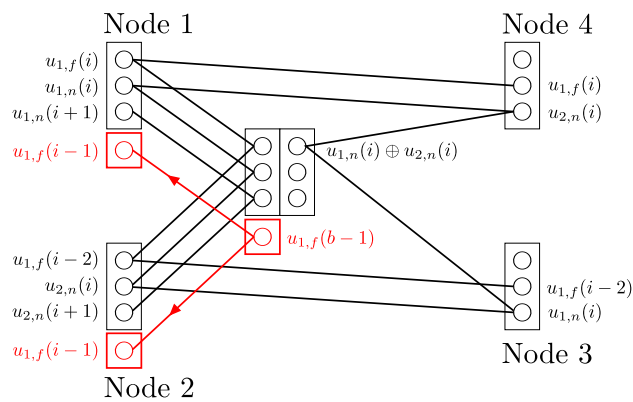 Node 1
Node 4
u_{1,f}(i)
u_{1,n}(i)
u_{1,n}(i+1)
u_{1,f}(i−1)
u_{1,f}(i)
u_{2,n}(i)
u_{1,n}(i) ⊕ u_{2,n}(i)
u_{1,f}(b−1)
u_{1,f}(i−2)
u_{2,n}(i)
u_{2,n}(i+1)
u_{1,f}(i−1)
u_{1,f}(i−2)
u_{1,n}(i)
Node 3
Node 2